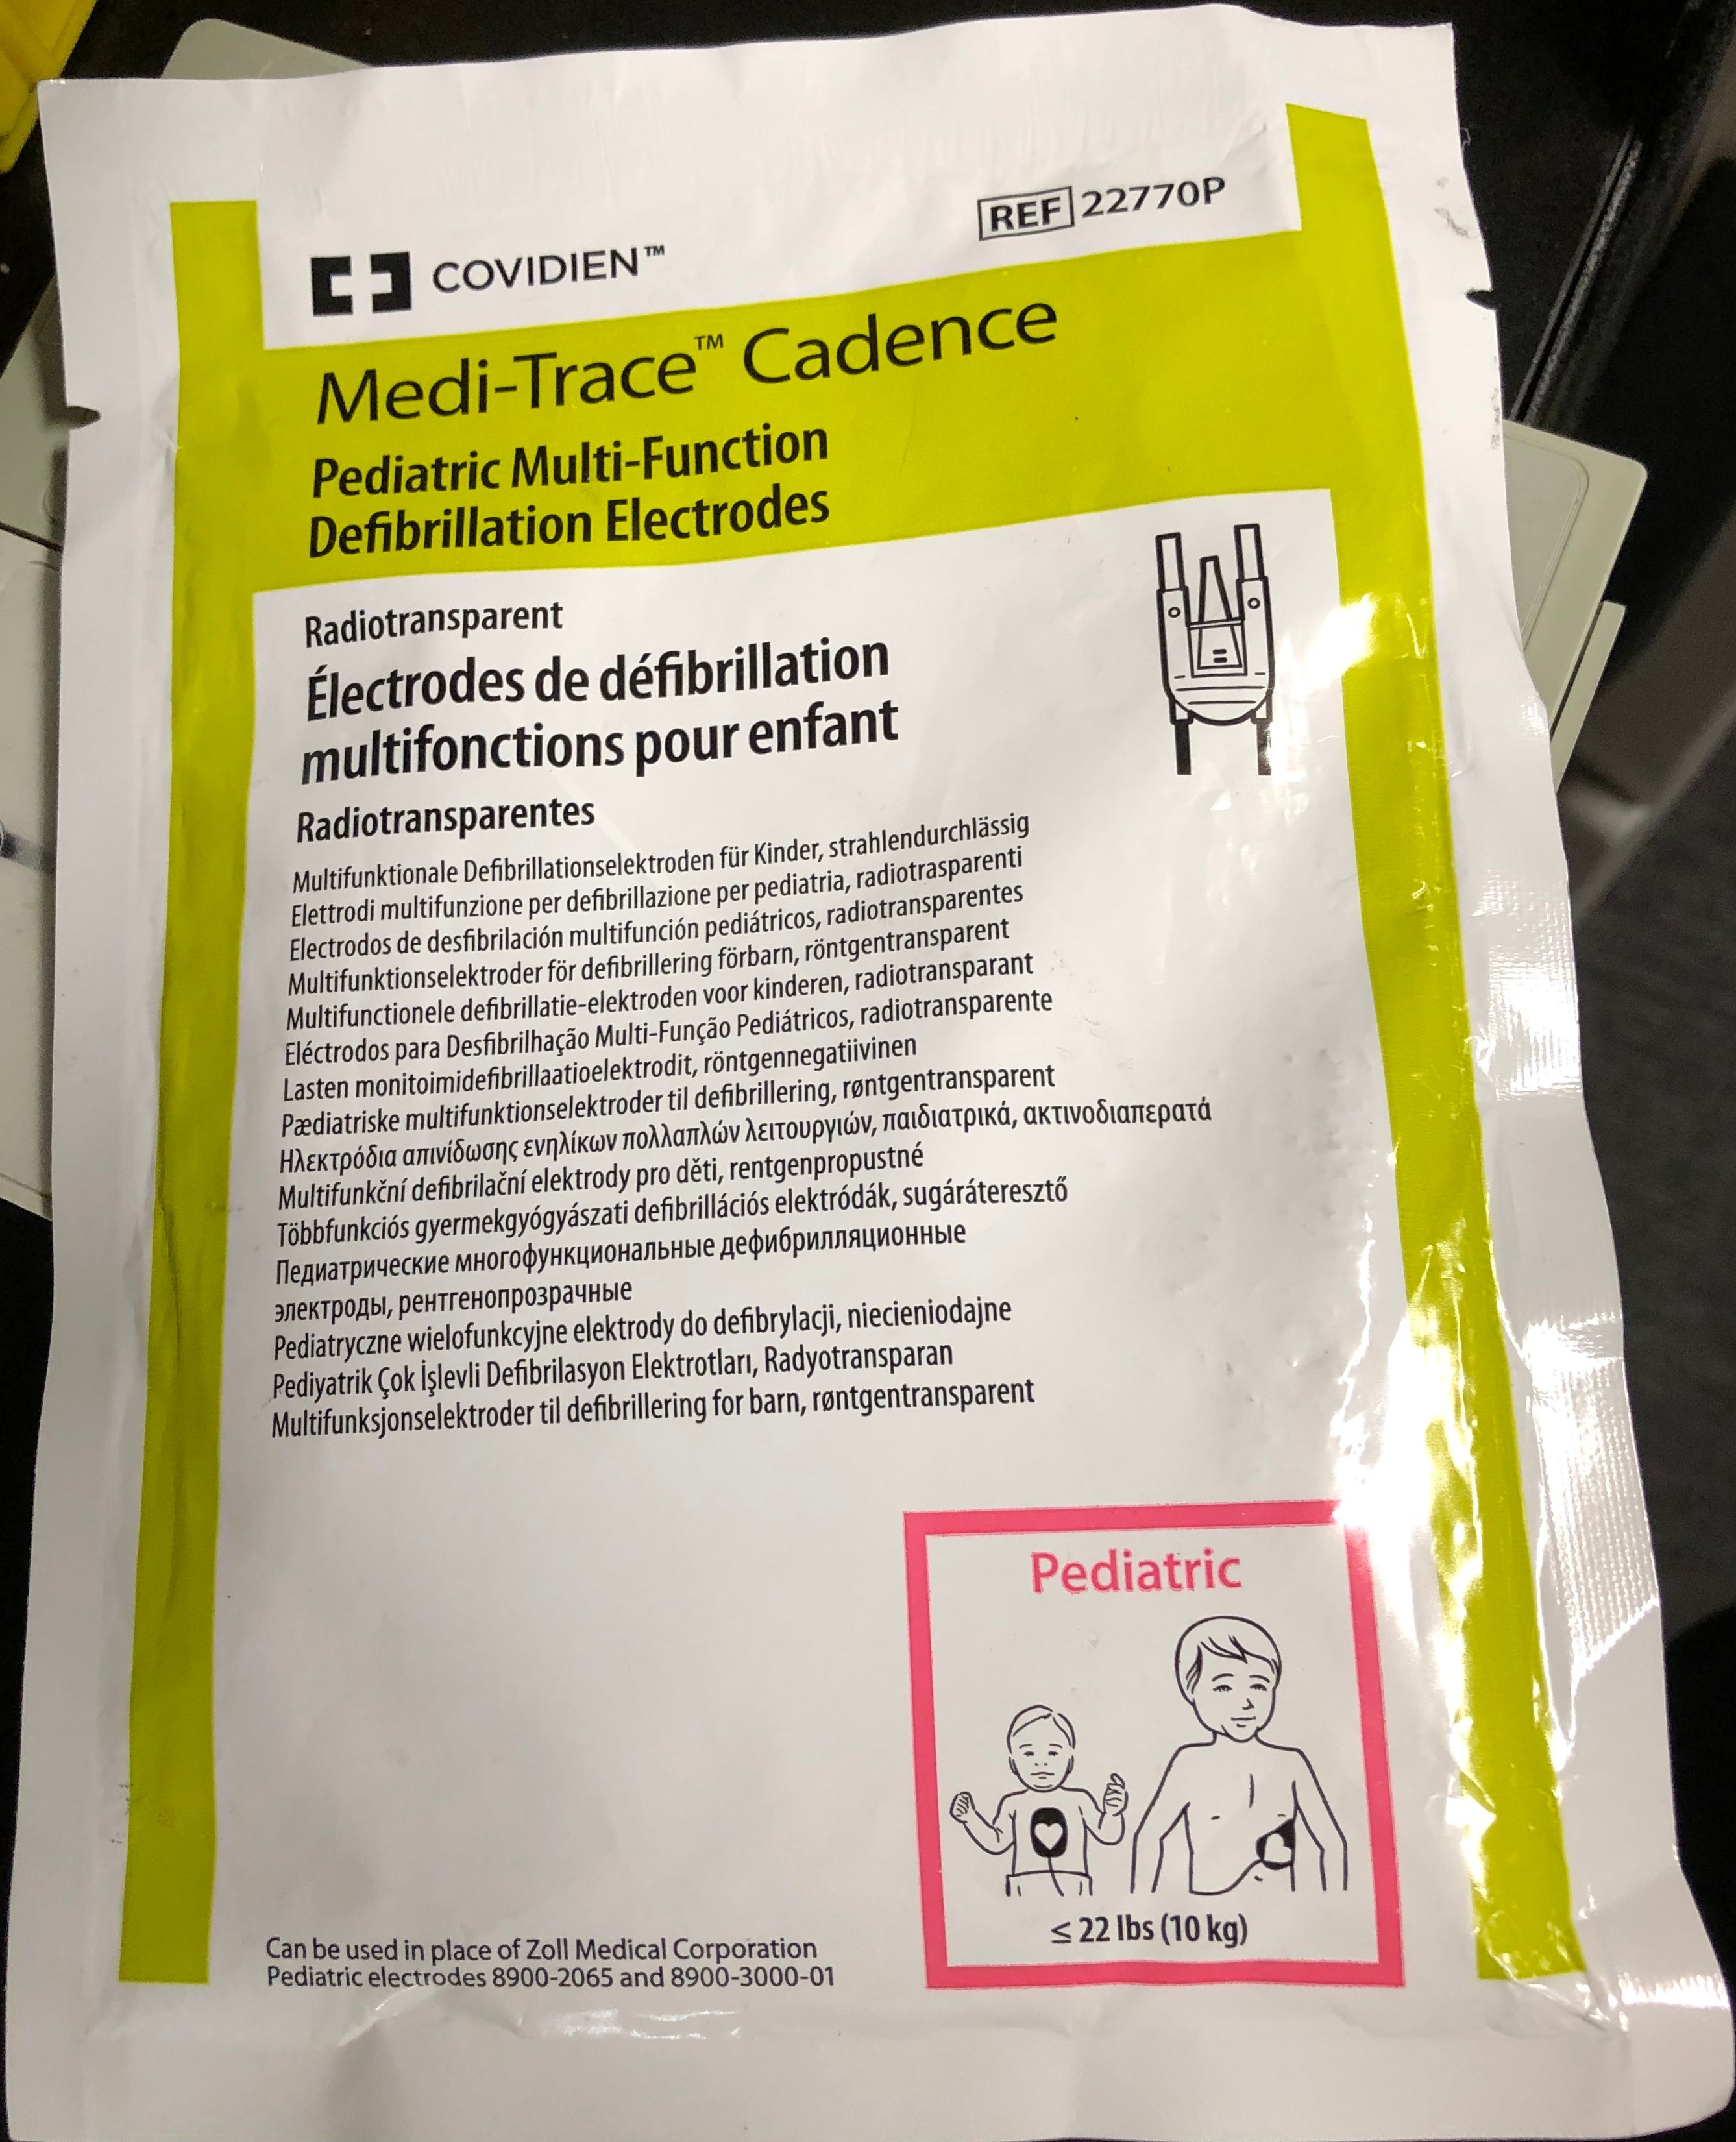 COVIDIEN™
REF 22770P
Medi-Trace™ Cadence
Pediatric Multi-Function
Defibrillation Electrodes
Radiotransparent
Électrodes de défibrillation
multifonctions pour enfant
Radiotransparentes
Multifunktionale Defibrillationselektroden für Kinder, strahlendurchlässig
Elettrodi multifunzione per defibrillazione per pediatria, radiotrasparenti
Electrodos de desfibrilación multifunción pediátricos, radiotransparentes
Multifunktionselektroder för defibrillering förbarn, röntgentransparent
Multifunctionele defibrillatie-elektroden voor kinderen, radiotransparant
Eléctrodos para Desfibrilhação Multi-Função Pediátricos, radiotransparente
Lasten monitoimidefibrillaatioelektrodit, röntgennegatiivinen
Pædiatriske multifunktionselektroder til defibrillering, røntgentransparent
Ηλεκτρόδια απινίδωσης ενηλίκων πολλαπλών λειτουργιών, παιδιατρικά, ακτινοδιαπερατά
Multifunkční defibrilační elektrody pro děti, rentgenpropustné
Többfunkciós gyermekgyógyászati defibrillációs elektródák, sugáráteresztő
Педиатрические многофункциональные дефибрилляционные
электроды, рентгенопрозрачные
Pediatryczne wielofunkcyjne elektrody do defibrylacji, niecieniodajne
Pediyatrik Çok İşlevli Defibrilasyon Elektrotları, Radyotransparan
Multifunksjonselektroder til defibrillering for barn, røntgentransparent
Pediatric
≤ 22 lbs (10 kg)
Can be used in place of Zoll Medical Corporation
Pediatric electrodes 8900-2065 and 8900-3000-01